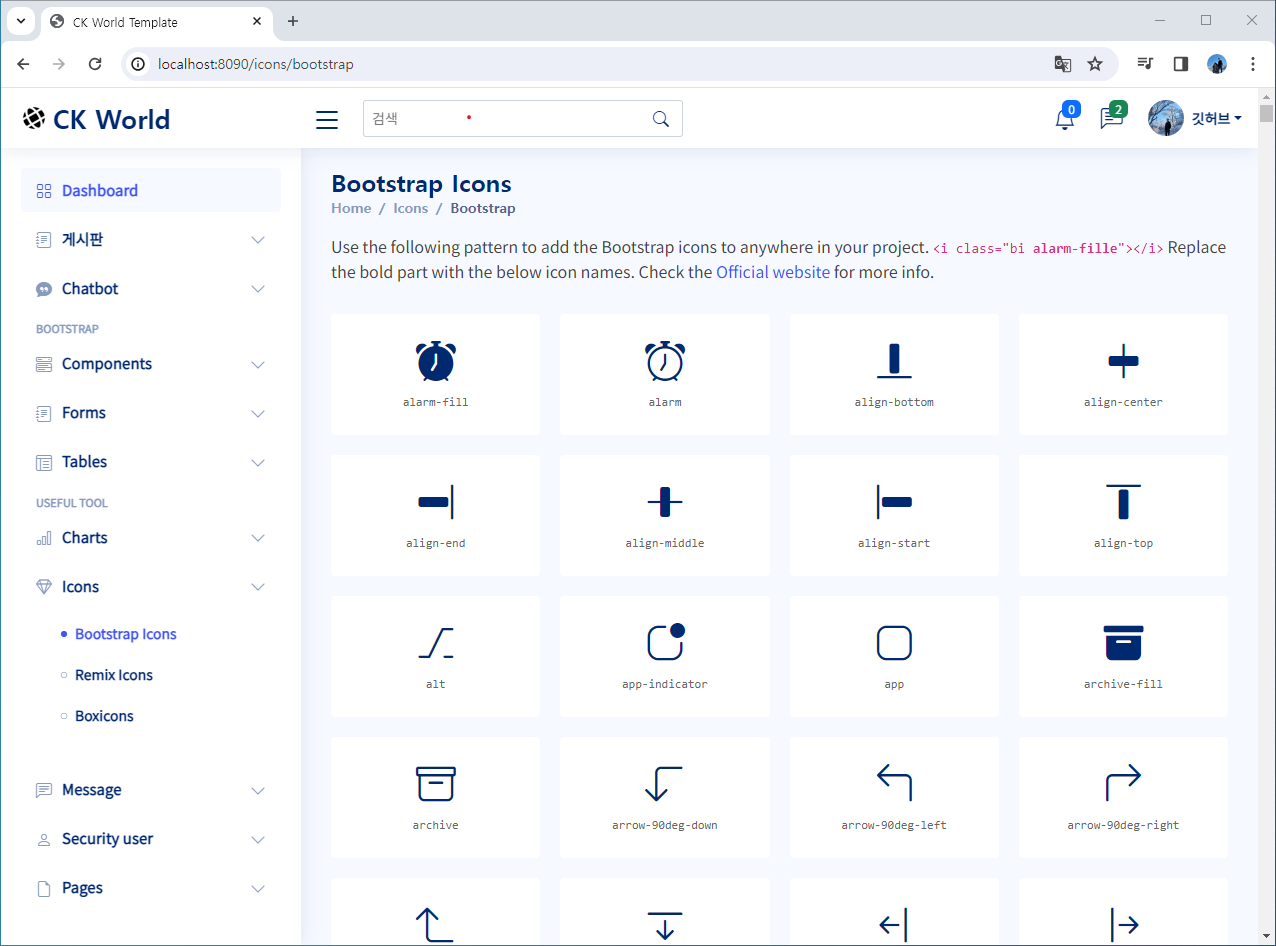 CK World Template
localhost:8090/icons/bootstrap
CK World
검색
0
2
깃허브
Dashboard
게시판
Chatbot
BOOTSTRAP
Components
Forms
Tables
USEFUL TOOL
Charts
Icons
Bootstrap Icons
Remix Icons
Boxicons
Message
Security user
Pages
Bootstrap Icons
Home / Icons / Bootstrap
Use the following pattern to add the Bootstrap icons to anywhere in your project. <i class="bi alarm-fille"></i> Replace
the bold part with the below icon names. Check the Official website for more info.
alarm-fill alarm align-bottom align-center
align-end align-middle align-start align-top
alt app-indicator app archive-fill
archive arrow-90deg-down arrow-90deg-left arrow-90deg-right